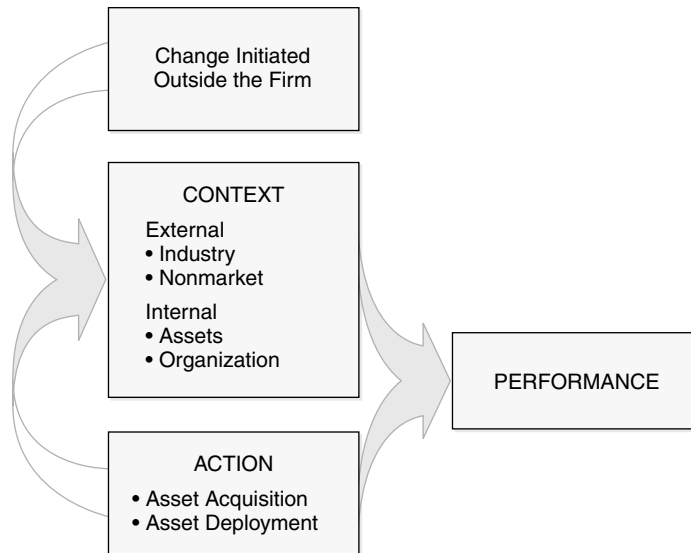 Change Initiated
Outside the Firm
CONTEXT
External
• Industry
• Nonmarket
Internal
• Assets
• Organization
PERFORMANCE
ACTION
• Asset Acquisition
• Asset Deployment